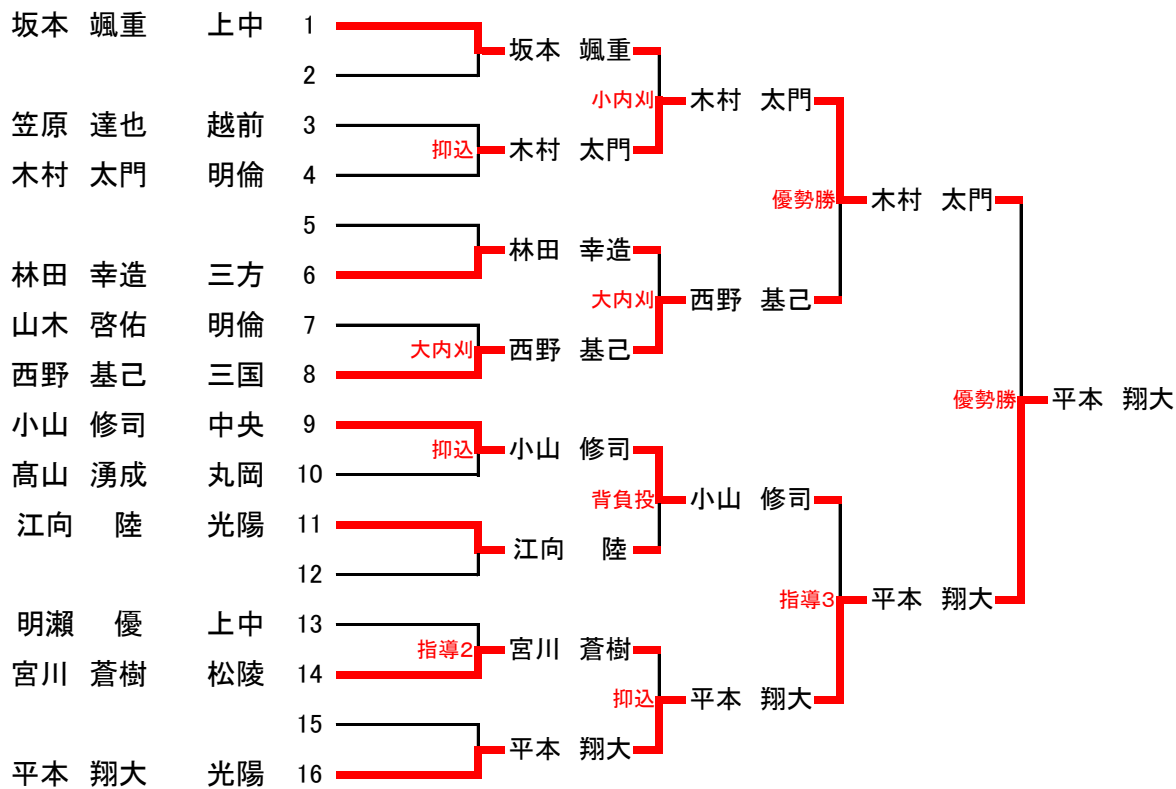 坂本 颯重 上中 1
2
笠原 達也 越前 3
木村 太門 明倫 4
5
林田 幸造 三方 6
山木 啓佑 明倫 7
西野 基己 三国 8
小山 修司 中央 9
髙山 湧成 丸岡 10
江向 陸 光陽 11
12
明瀨 優 上中 13
宮川 蒼樹 松陵 14
15
平本 翔大 光陽 16
坂本 颯重
抑込 木村 太門
林田 幸造
大内刈 西野 基己
抑込 小山 修司
江向 陸
指導2 宮川 蒼樹
平本 翔大
小内刈 木村 太門
大内刈 西野 基己
背負投 小山 修司
抑込 平本 翔大
優勢勝 木村 太門
指導3 平本 翔大
優勢勝 平本 翔大